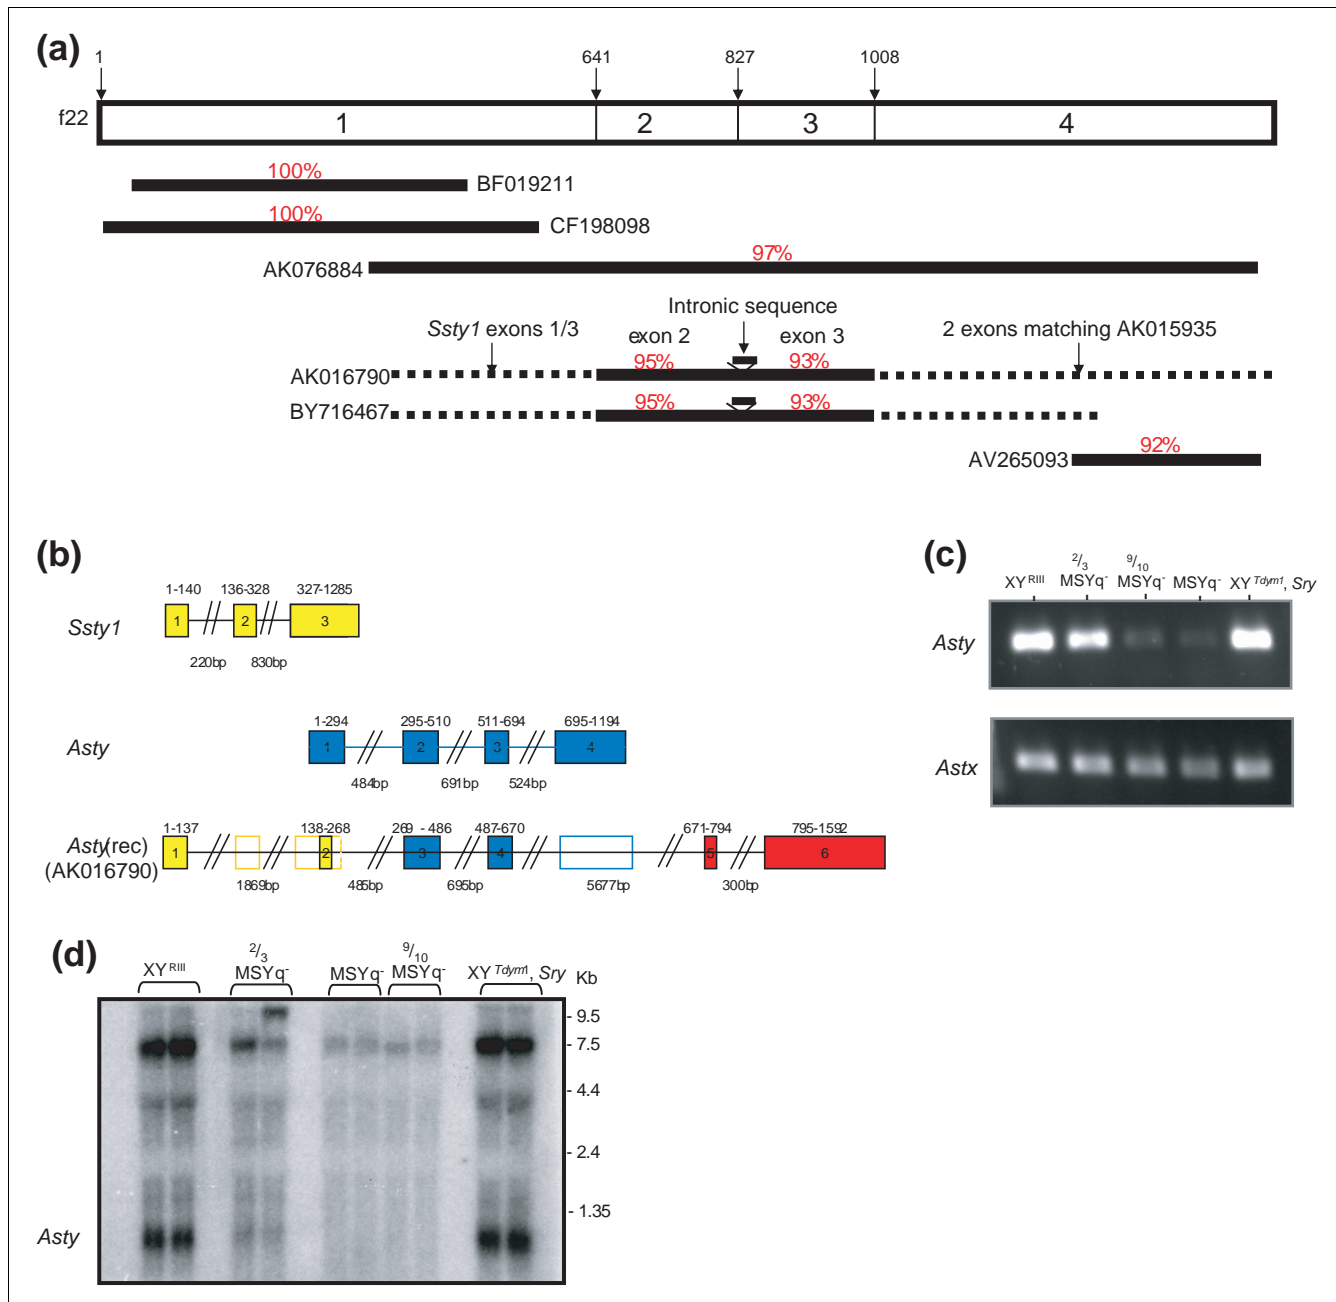 (a)
1 641 827 1008
f22 1 2 3 4
100% BF019211
100% CF198098
AK076884 97%
Intronic sequence
Ssty1 exons 1/3 exon 2 exon 3 2 exons matching AK015935
AK016790 95% 93%
BY716467 95% 93%
AV265093 92%
(b)
1-140 136-328 327-1285
Ssty1 1 2 3
220bp 830bp
1-294 295-510 511-694 695-1194
Asty 1 2 3 4
484bp 691bp 524bp
1-137 138-268 269 - 486 487-670 671-794 795-1592
Asty(rec) 1 2 3 4 5 6
(AK016790)
1869bp 485bp 695bp 5677bp 300bp
(c)
XY RIII 2/3 MSYq- 9/10 MSYq- MSYq- XY Tdym1, Sry
Asty
Astx
(d)
XY RIII 2/3 MSYq- MSYq- 9/10 MSYq- XY Tdym1, Sry Kb
- 9.5
- 7.5
- 4.4
- 2.4
- 1.35
Asty